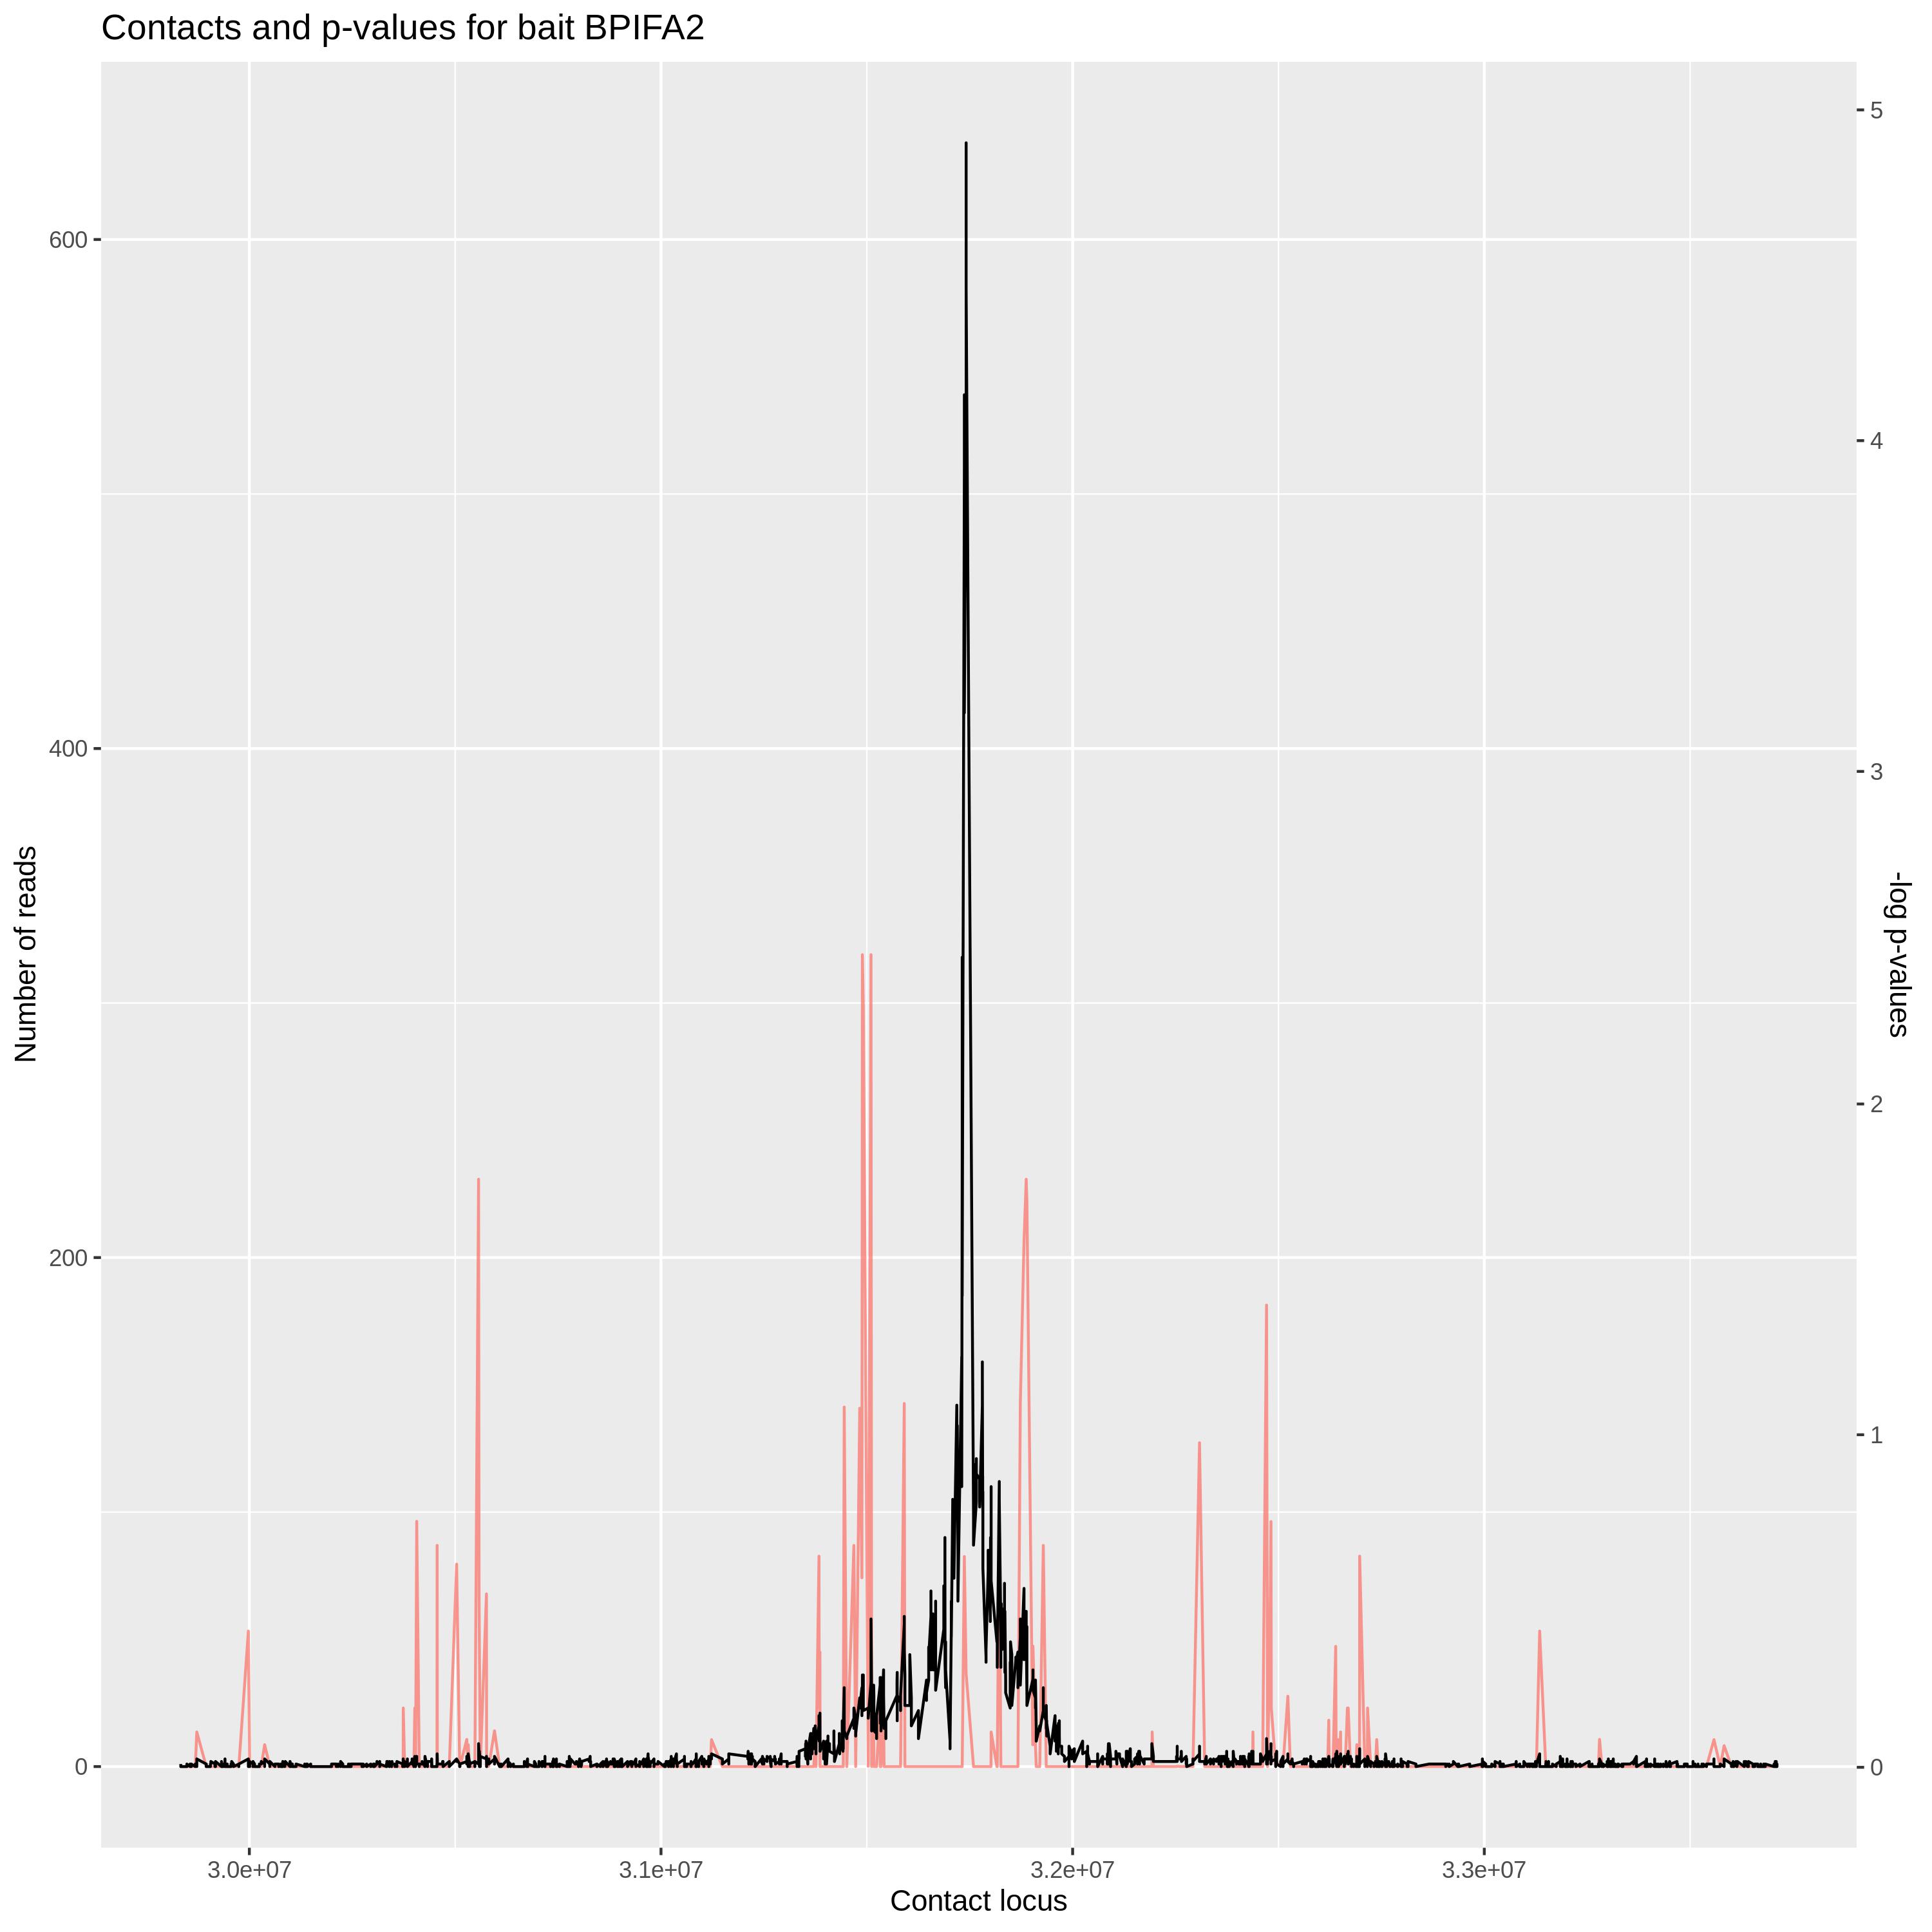 Contacts and p-values for bait BPIFA2
Number of reads
600
400
200
0
5
4
3
2
1
0
-log p-values
3.0e+07
3.1e+07
3.2e+07
3.3e+07
Contact locus